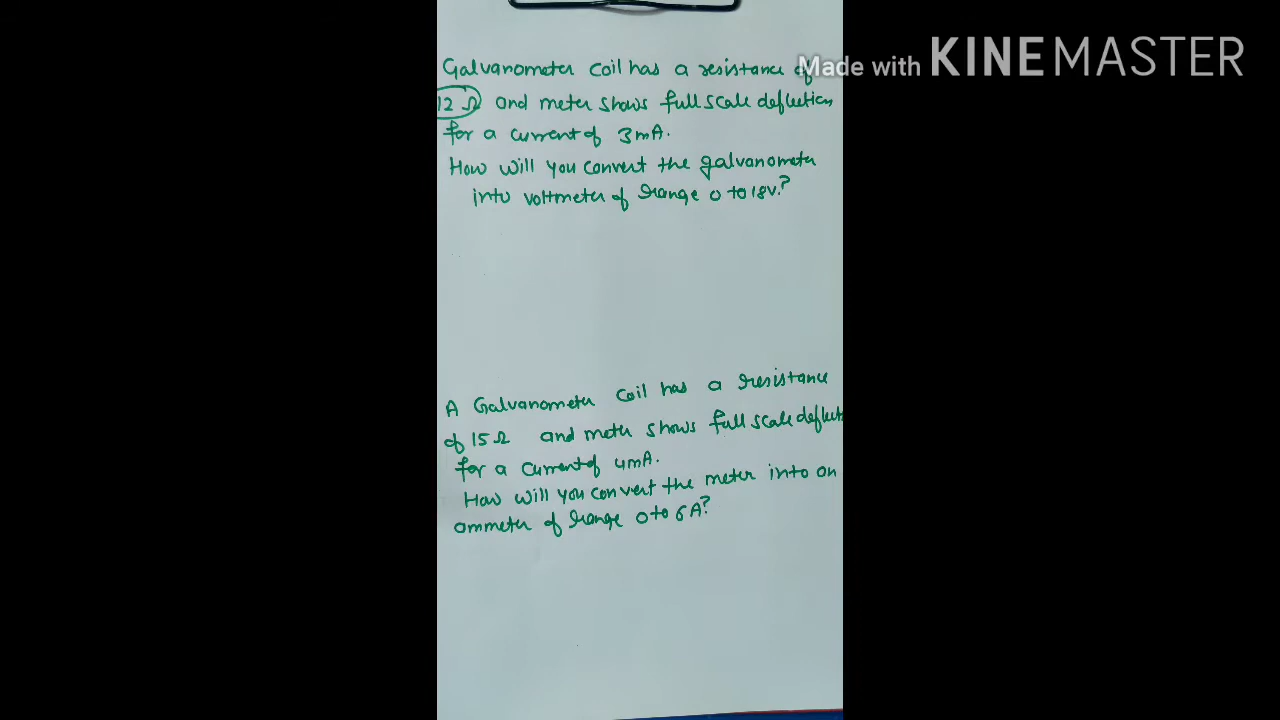 Galvanometer coil has a resistance of
12 Ω and meter shows full scale deflection
for a current of 3mA.
How will you convert the galvanometer
into voltmeter of range 0 to 18V.?
A Galvanometer coil has a resistance
of 15 Ω and meter shows full scale deflect
for a current of 4mA.
How will you convert the meter into an
ammeter of range 0 to 6A?
Made with KINEMASTER